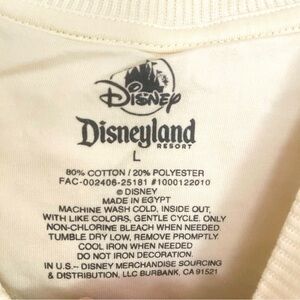 Disney
Disneyland
RESORT
L
80% COTTON / 20% POLYESTER
FAC-002406-25181 #1000122010
© DISNEY
MADE IN EGYPT
MACHINE WASH COLD, INSIDE OUT,
WITH LIKE COLORS, GENTLE CYCLE. ONLY
NON-CHLORINE BLEACH WHEN NEEDED.
TUMBLE DRY LOW, REMOVE PROMPTLY.
COOL IRON WHEN NEEDED
DO NOT IRON DECORATION.
IN U.S.~ DISNEY MERCHANDISE SOURCING
& DISTRIBUTION, LLC BURBANK, CA 91521